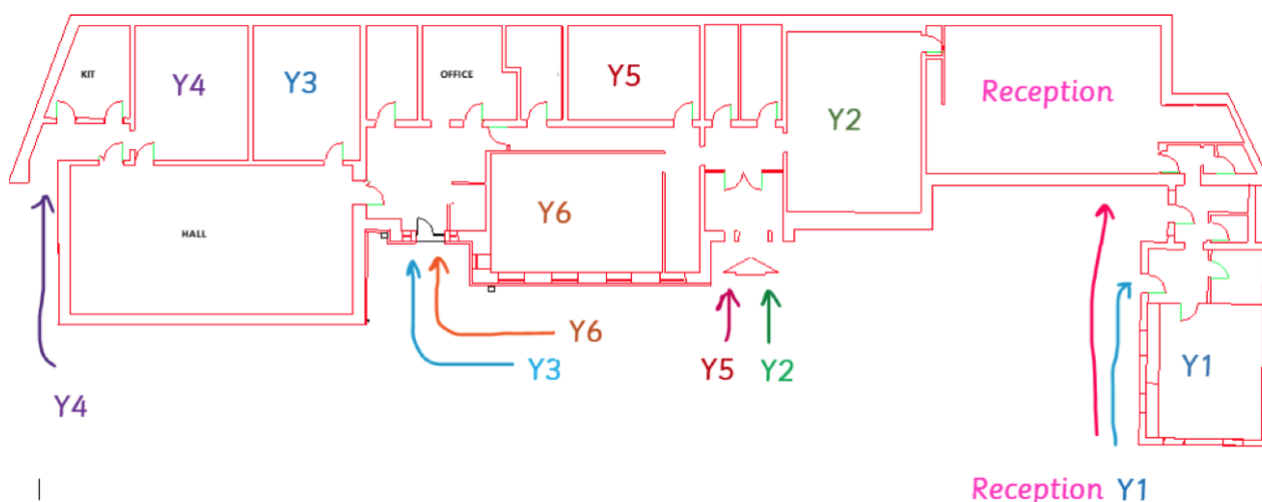 KIT
Y4
Y3
OFFICE
Y5
Y2
Reception
HALL
Y6
Y6
Y3
Y5 Y2
Y1
Y4
Reception Y1